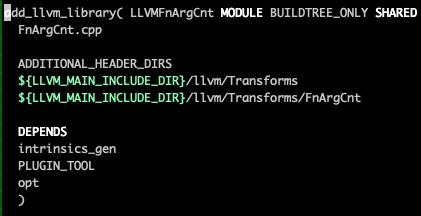 add_llvm_library( LLVMFnArgCnt MODULE BUILDTREE_ONLY SHARED
FnArgCnt.cpp
ADDITIONAL_HEADER_DIRS
${LLVM_MAIN_INCLUDE_DIR}/llvm/Transforms
${LLVM_MAIN_INCLUDE_DIR}/llvm/Transforms/FnArgCnt
DEPENDS
intrinsics_gen
PLUGIN_TOOL
opt
)